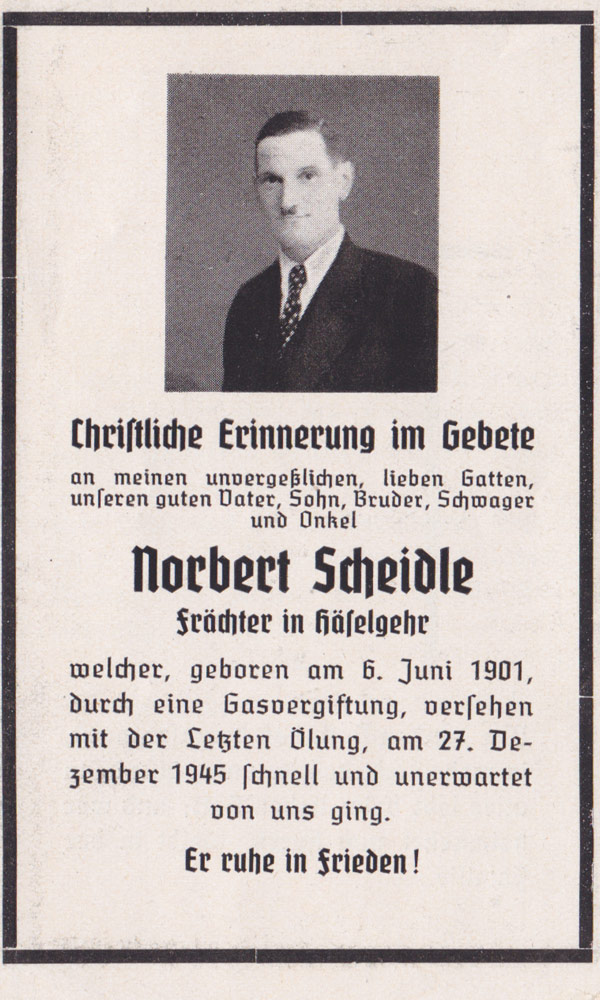 Christliche Erinnerung im Gebete
an meinen unvergeßlichen, lieben Gatten,
unseren guten Vater, Sohn, Bruder, Schwager
und Onkel
Norbert Scheidle
Frächter in Häselgehr
welcher, geboren am 6. Juni 1901,
durch eine Gasvergiftung, versehen
mit der Letzten Ölung, am 27. De-
zember 1945 schnell und unerwartet
von uns ging.
Er ruhe in Frieden!